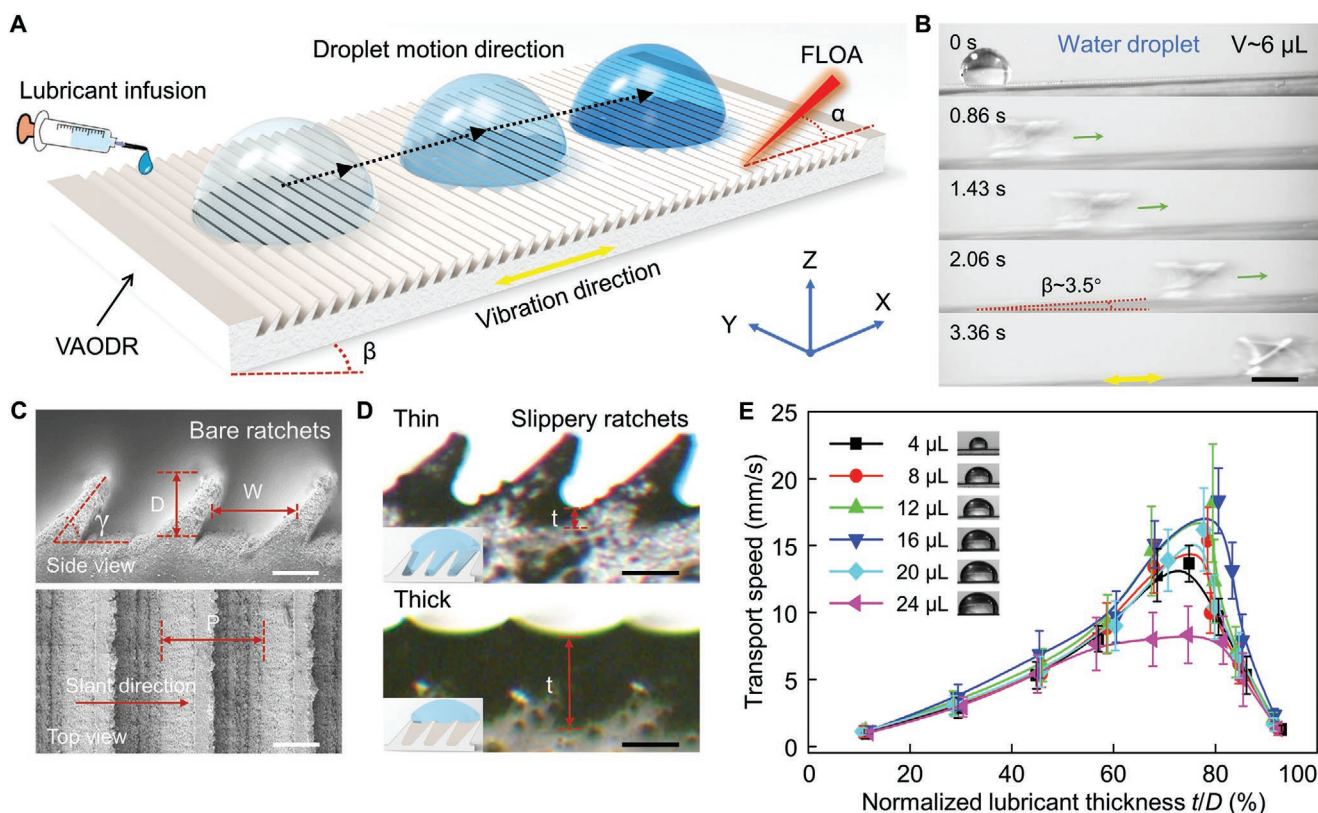 A
Droplet motion direction
FLOA
Lubricant infusion
α
VAODR
β
Vibration direction
Z
Y
X
B
0 s
Water droplet
V~6 μL
0.86 s
1.43 s
2.06 s
β~3.5°
3.36 s
C
Bare ratchets
D
W
γ
Side view
P
Slant direction
Top view
D
Thin
Slippery ratchets
t
Thick
t
E
Transport speed (mm/s)
25
20
15
10
5
0
4 μL
8 μL
12 μL
16 μL
20 μL
24 μL
0 20 40 60 80 100
Normalized lubricant thickness t/D (%)